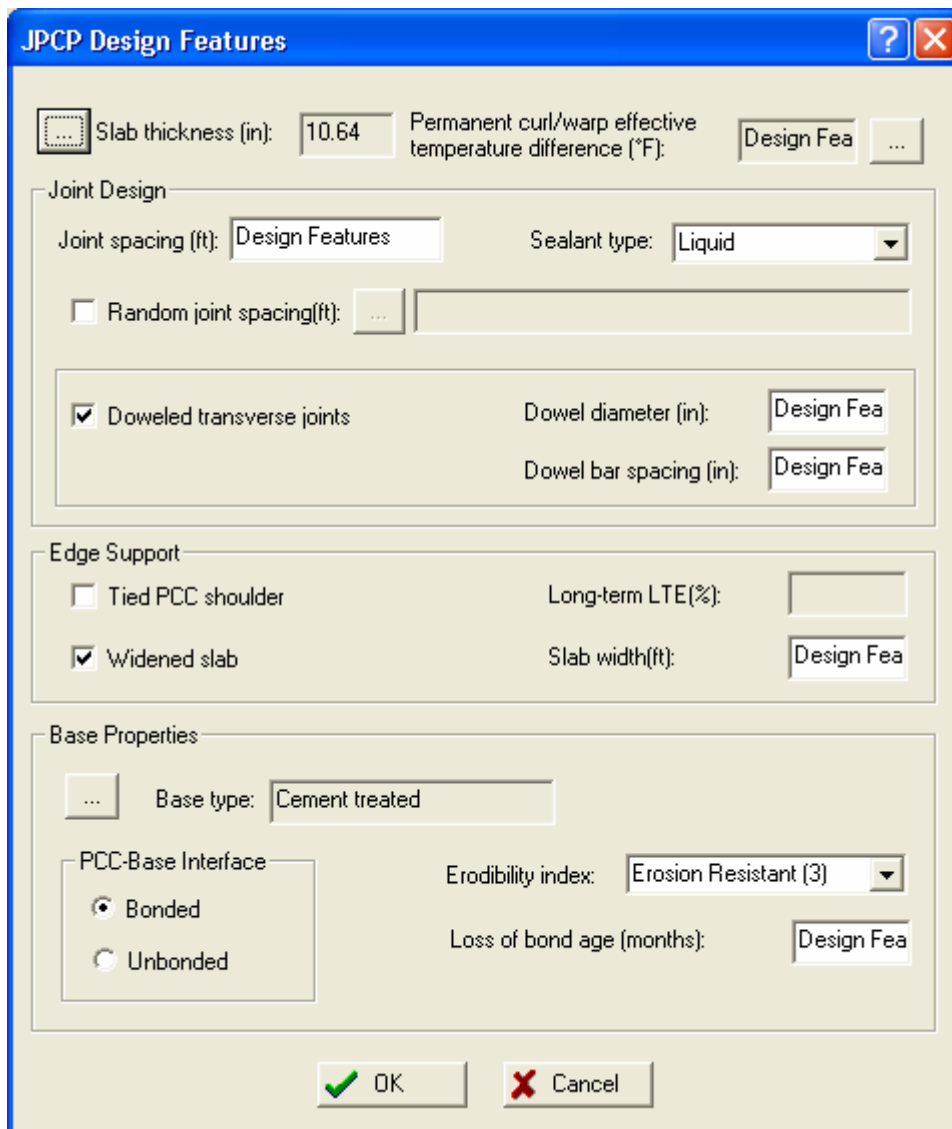 JPCP Design Features
... Slab thickness (in): 10.64 Permanent curl/warp effective
temperature difference (°F): Design Fea ...
Joint Design
Joint spacing (ft): Design Features Sealant type: Liquid
Random joint spacing(ft): ...
Doweled transverse joints Dowel diameter (in): Design Fea
Dowel bar spacing (in): Design Fea
Edge Support
Tied PCC shoulder Long-term LTE(%):
Widened slab Slab width(ft): Design Fea
Base Properties
... Base type: Cement treated
PCC-Base Interface
Erodibility index: Erosion Resistant (3)
Bonded
Loss of bond age (months): Design Fea
Unbonded
OK Cancel